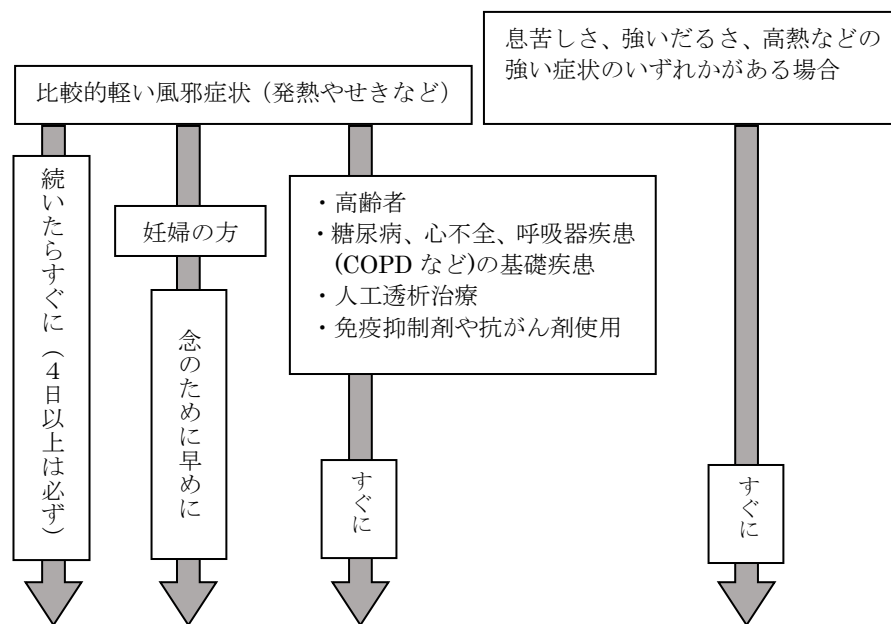 息苦しさ、強いだるさ、高熱などの
強い症状のいずれかがある場合
比較的軽い風邪症状（発熱やせきなど）
続いたらすぐに（４日以上は必ず）
妊婦の方
念のために早めに
・高齢者
・糖尿病、心不全、呼吸器疾患
(COPD など)の基礎疾患
・人工透析治療
・免疫抑制剤や抗がん剤使用
すぐに
すぐに